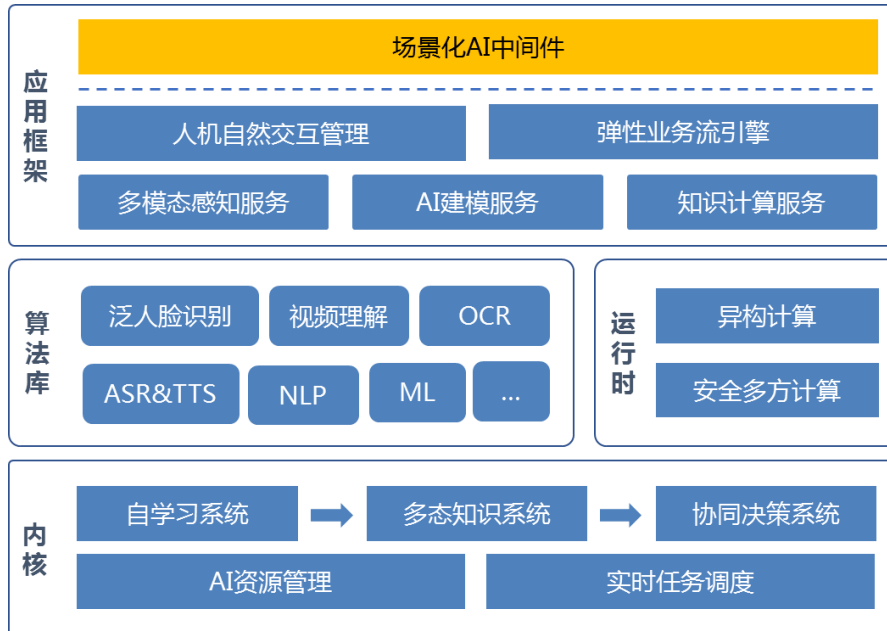 应用框架
场景化AI中间件
人机自然交互管理
弹性业务流引擎
多模态感知服务
AI建模服务
知识计算服务
算法库
泛人脸识别
视频理解
OCR
ASR&TTS
NLP
ML
...
运行时
异构计算
安全多方计算
内核
自学习系统
多态知识系统
协同决策系统
AI资源管理
实时任务调度